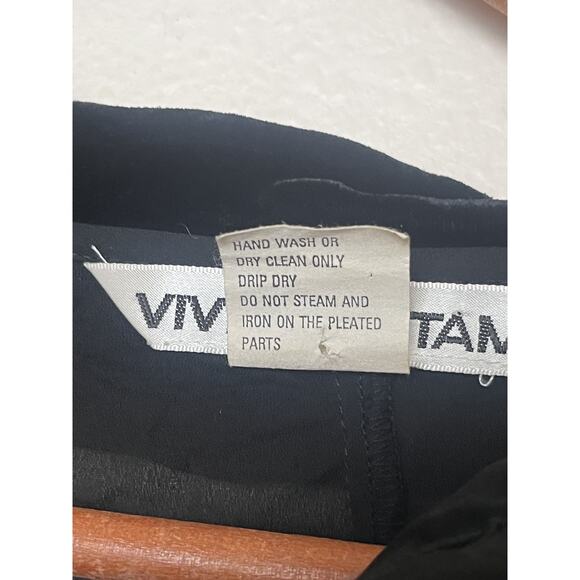 HAND WASH OR
DRY CLEAN ONLY
DRIP DRY
DO NOT STEAM AND
IRON ON THE PLEATED
PARTS
VIV TAM